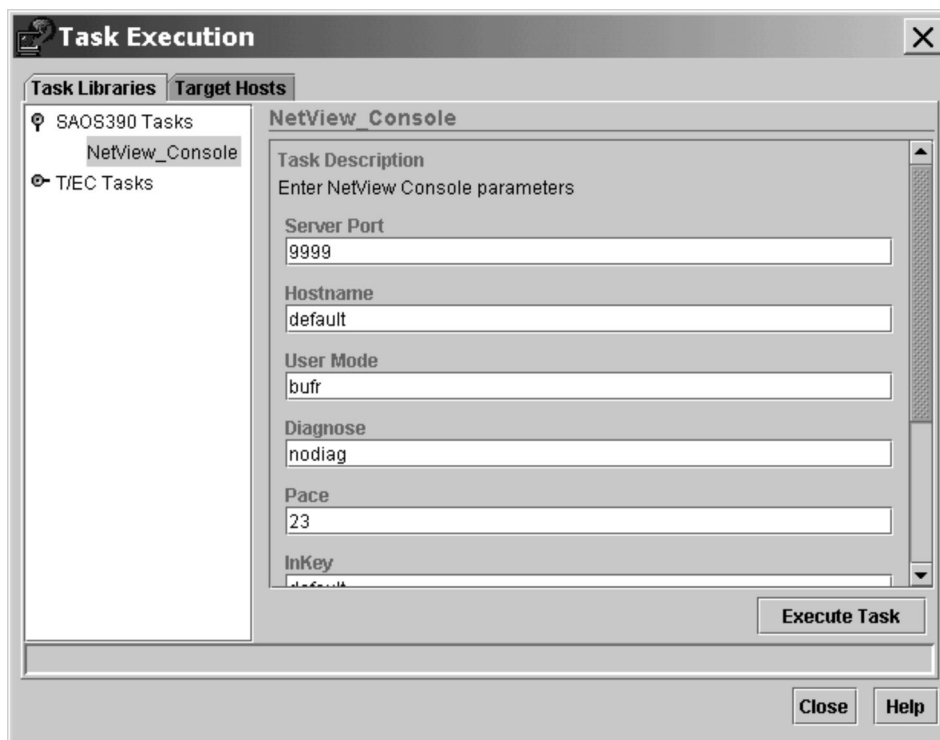 Task Execution
Task Libraries
Target Hosts
SAOS390 Tasks
NetView_Console
T/EC Tasks
NetView_Console
Task Description
Enter NetView Console parameters
Server Port
9999
Hostname
default
User Mode
bufr
Diagnose
nodiag
Pace
23
InKey
default
Execute Task
Close
Help